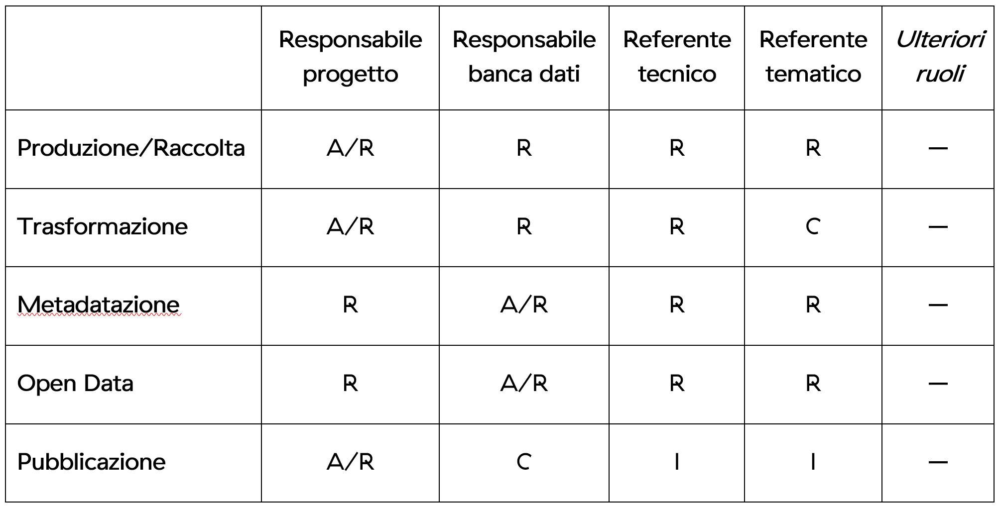 Responsabile progetto Responsabile banca dati Referente tecnico Referente tematico Ulteriori ruoli
Produzione/Raccolta A/R R R R —
Trasformazione A/R R R C —
Metadatazione R A/R R R —
Open Data R A/R R R —
Pubblicazione A/R C I I —